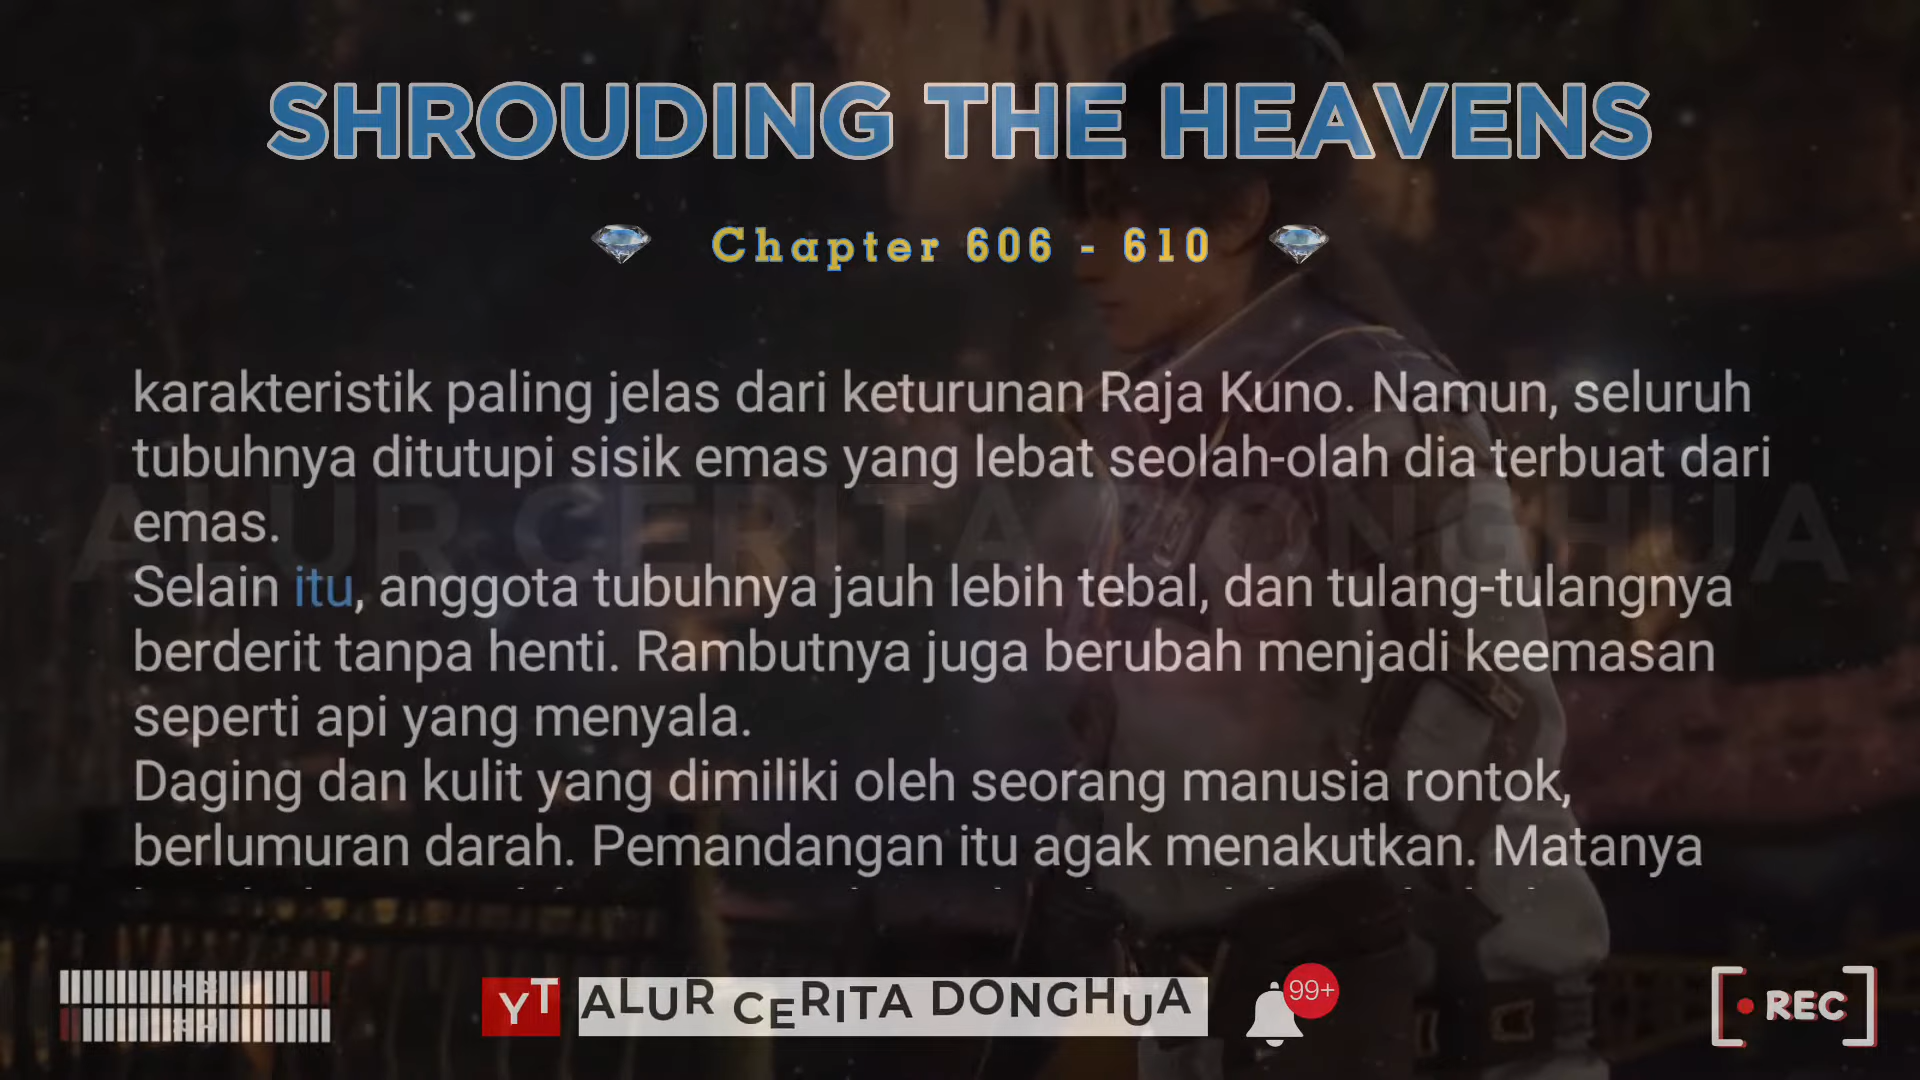 SHROUDING THE HEAVENS
Chapter 606 - 610
karakteristik paling jelas dari keturunan Raja Kuno. Namun, seluruh
tubuhnya ditutupi sisik emas yang lebat seolah-olah dia terbuat dari
emas.
ALUR CERITA DONGHUA
Selain itu, anggota tubuhnya jauh lebih tebal, dan tulang-tulangnya
berderit tanpa henti. Rambutnya juga berubah menjadi keemasan
seperti api yang menyala.
Daging dan kulit yang dimiliki oleh seorang manusia rontok,
berlumuran darah. Pemandangan itu agak menakutkan. Matanya
YT ALUR CERITA DONGHUA 99+
REC